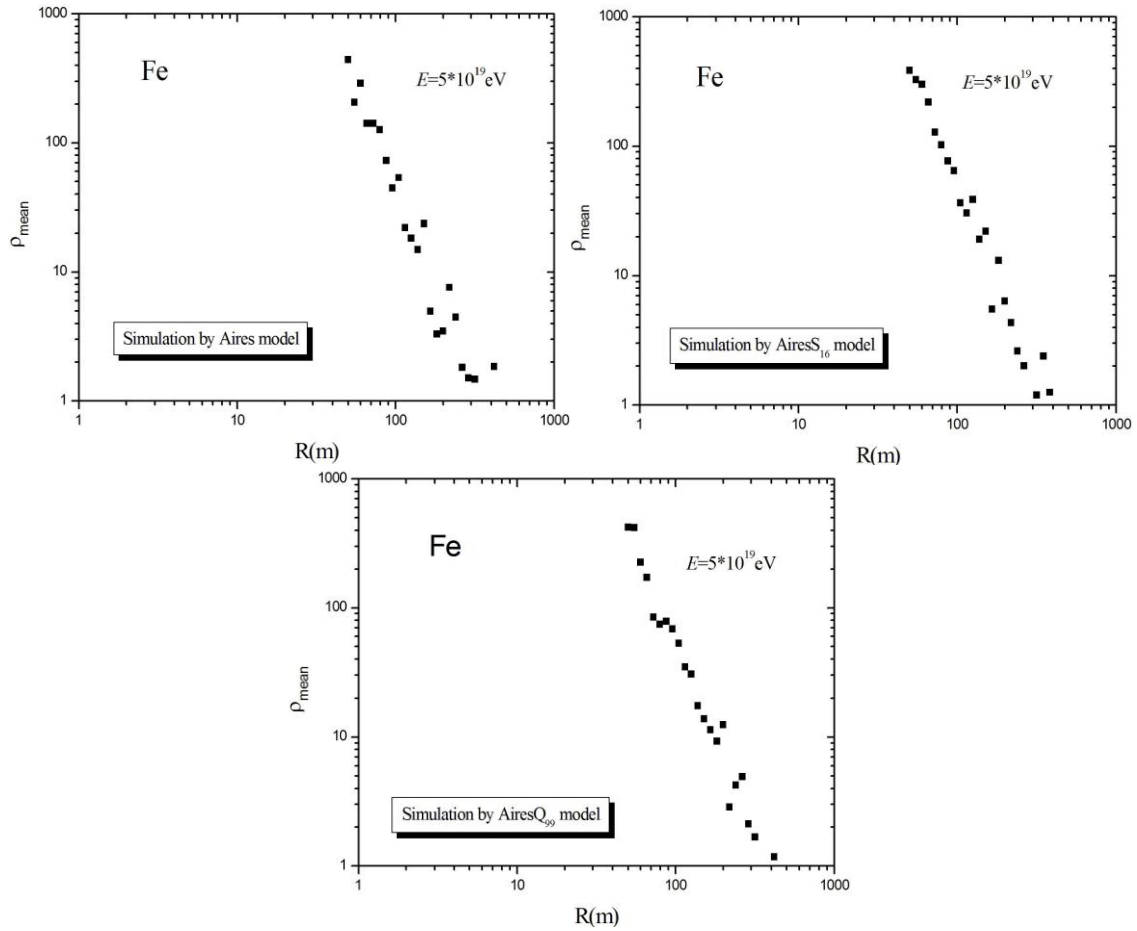 1000
100
10
1
ρmean
Fe
E=5*10^19eV
Simulation by Aires model
1 10 100 1000
R(m)
1000
100
10
1
ρmean
Fe
E=5*10^19eV
Simulation by AiresS16 model
1 10 100 1000
R(m)
1000
100
10
1
ρmean
Fe
E=5*10^19eV
Simulation by AiresQ99 model
1 10 100 1000
R(m)